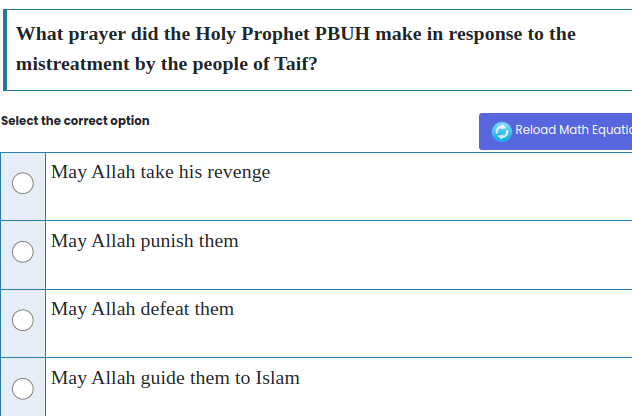 What prayer did the Holy Prophet PBUH make in response to the
mistreatment by the people of Taif?
Select the correct option
Reload Math Equatio
May Allah take his revenge
May Allah punish them
May Allah defeat them
May Allah guide them to Islam